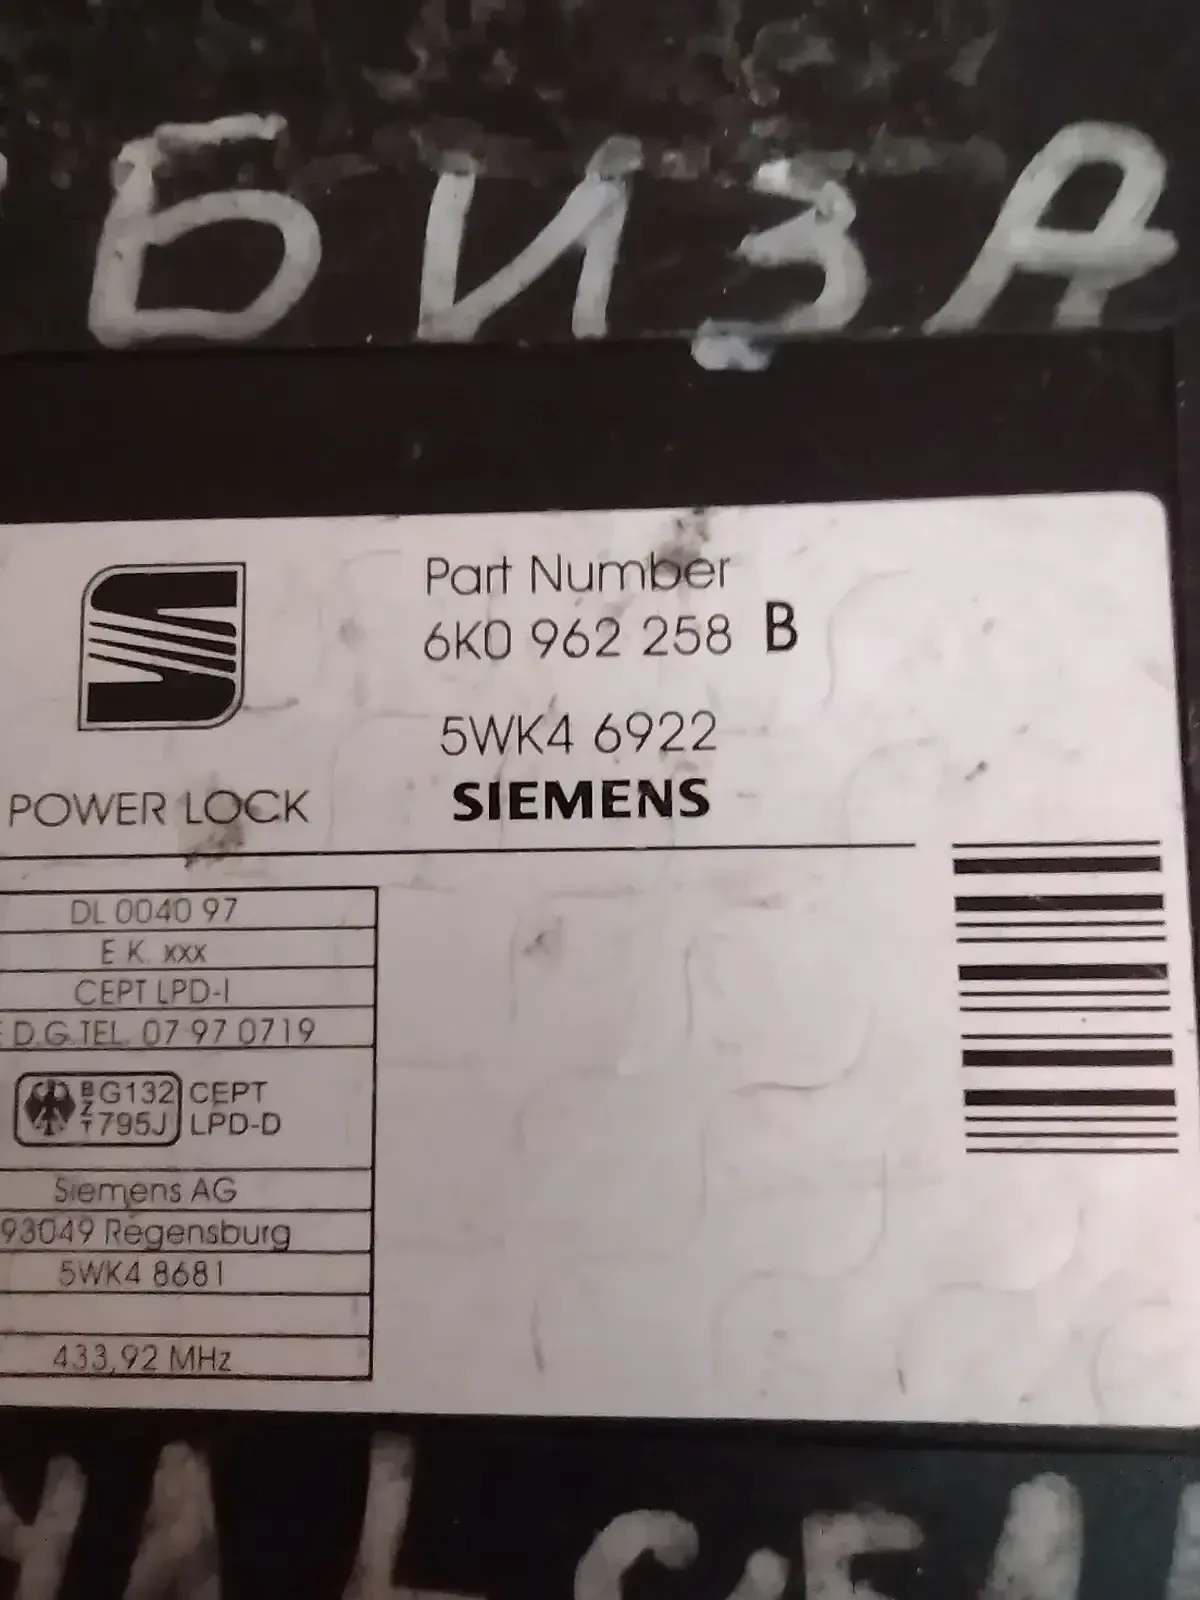 БИЗА
Part Number
6K0 962 258 B
5WK4 6922
SIEMENS
POWER LOCK
DL 0040 97
E K. xxx
CEPT LPD-I
D.G.TEL. 07 97 0719
BZT G132 795J CEPT LPD-D
Siemens AG
93049 Regensburg
5WK4 8681
433,92 MHz